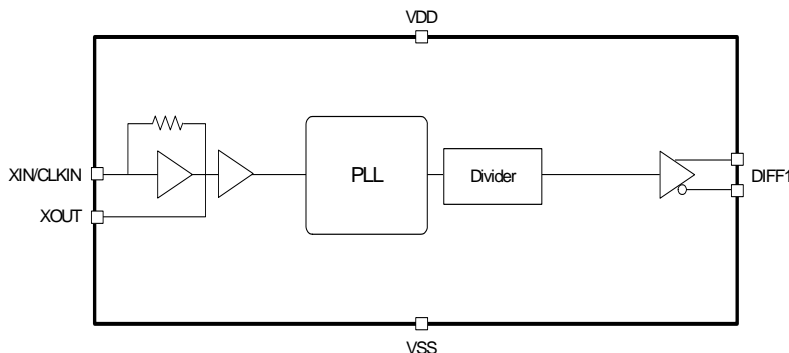 VDD
XIN/CLKIN
PLL
Divider
DIFF1
XOUT
VSS